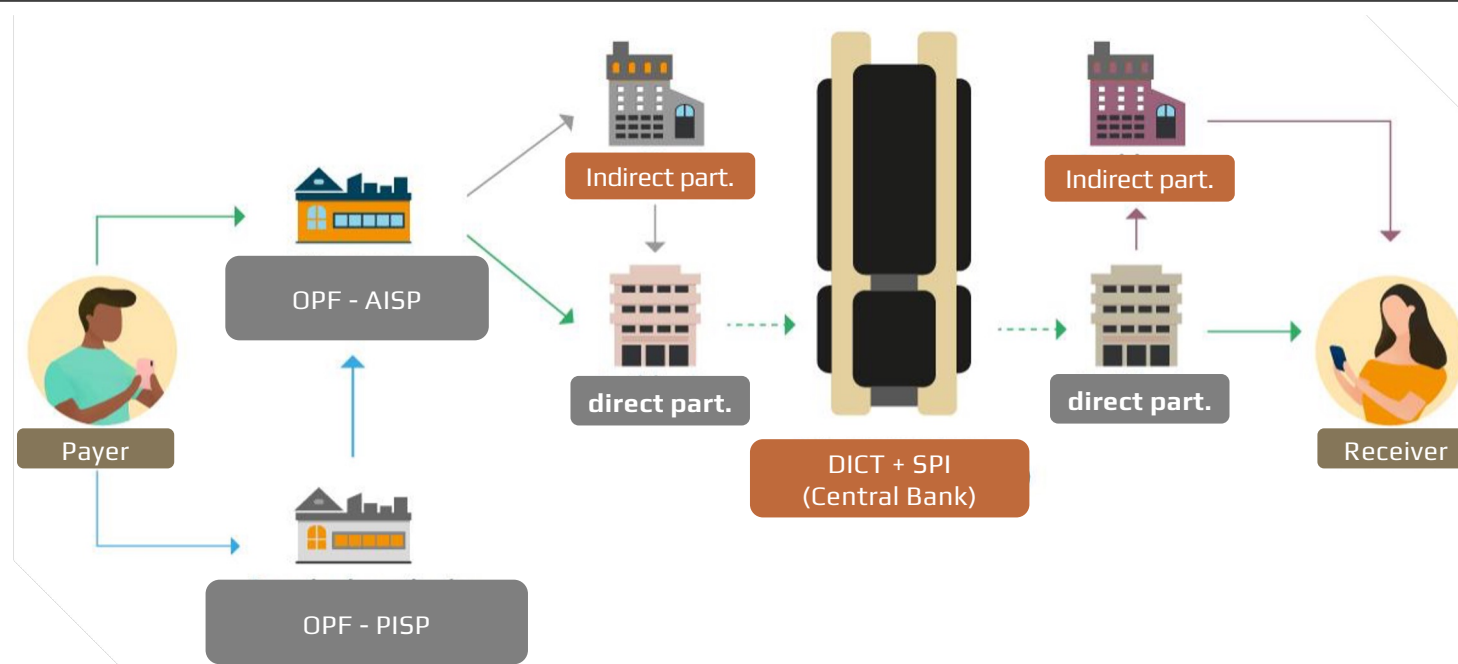 Indirect part.
Indirect part.
OPF - AISP
direct part.
direct part.
Payer
DICT + SPI
(Central Bank)
Receiver
OPF - PISP